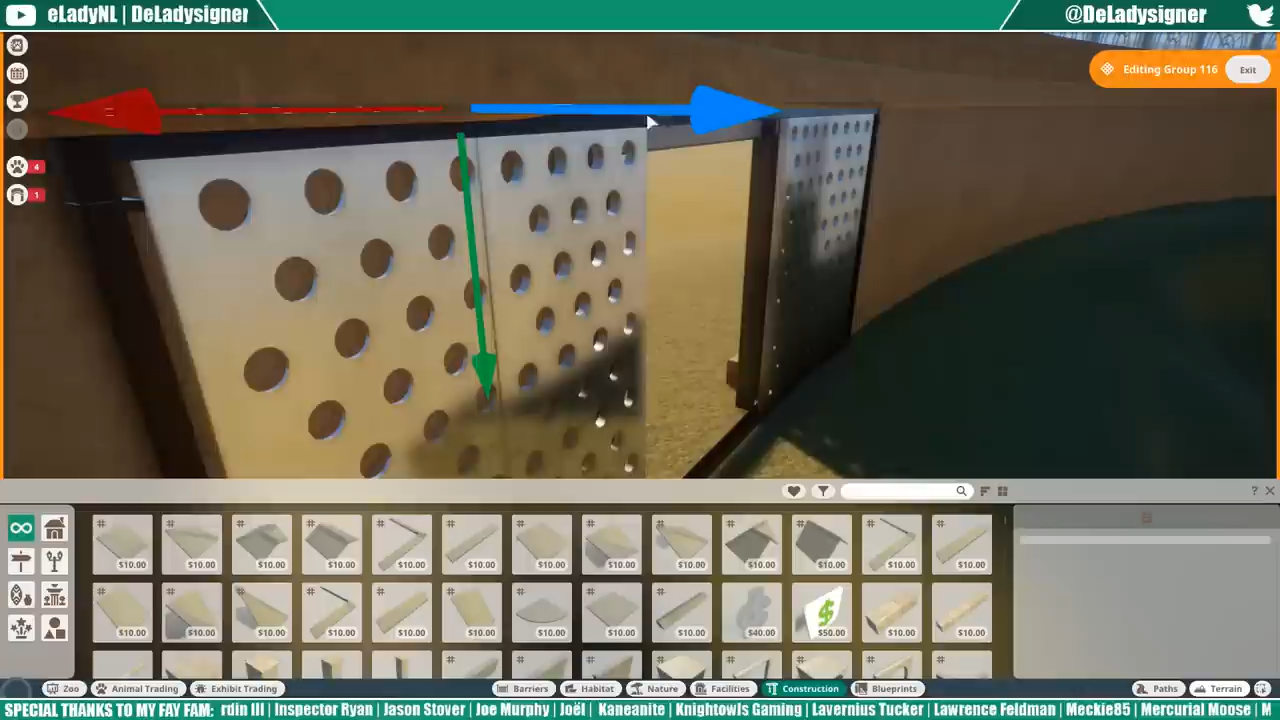 eLadyNL | DeLadysigner
@DeLadysigner
Editing Group 116
Exit
4
1
?
$10.00 $10.00 $10.00 $10.00 $10.00 $10.00 $10.00 $10.00 $10.00 $10.00 $10.00 $10.00 $10.00
$10.00 $10.00 $10.00 $10.00 $10.00 $10.00 $10.00 $10.00 $10.00 $40.00 $50.00 $10.00 $10.00
Zoo Animal Trading Exhibit Trading Barriers Habitat Nature Facilities Construction Blueprints Paths Terrain
SPECIAL THANKS TO MY FAY FAM: rdin III | Inspector Ryan | Jason Stover | Joe Murphy | Joël | Kaneanite | Knightowls Gaming | Lavernius Tucker | Lawrence Feldman | Meckie85 | Mercurial Moose | M